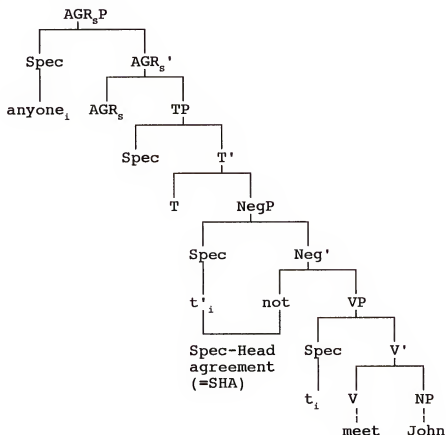 AGRₛP
Spec AGRₛ'
anyoneᵢ AGRₛ TP
Spec T'
T NegP
Spec Neg'
t'ᵢ not VP
Spec-Head Spec V'
agreement
(=SHA) tᵢ V NP
meet John